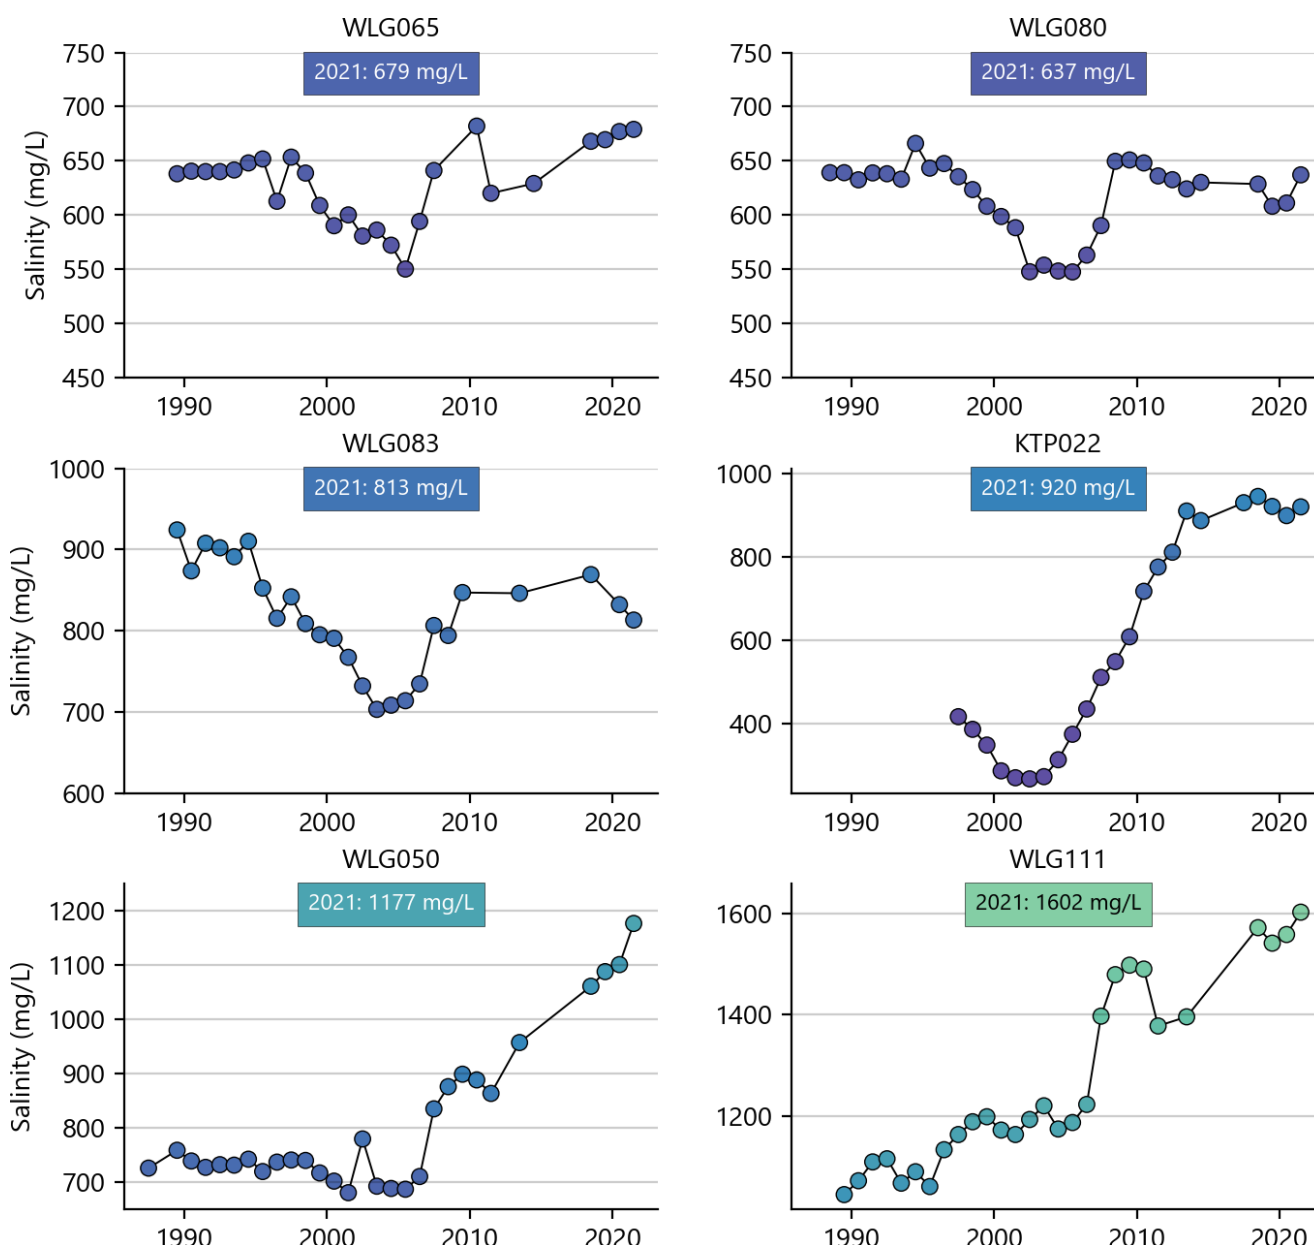 WLG065
2021: 679 mg/L
750
700
650
600
550
500
450
Salinity (mg/L)
1990 2000 2010 2020
WLG080
2021: 637 mg/L
750
700
650
600
550
500
450
1990 2000 2010 2020
WLG083
2021: 813 mg/L
1000
900
800
700
600
Salinity (mg/L)
1990 2000 2010 2020
KTP022
2021: 920 mg/L
1000
800
600
400
1990 2000 2010 2020
WLG050
2021: 1177 mg/L
1200
1100
1000
900
800
700
Salinity (mg/L)
1990 2000 2010 2020
WLG111
2021: 1602 mg/L
1600
1400
1200
1990 2000 2010 2020